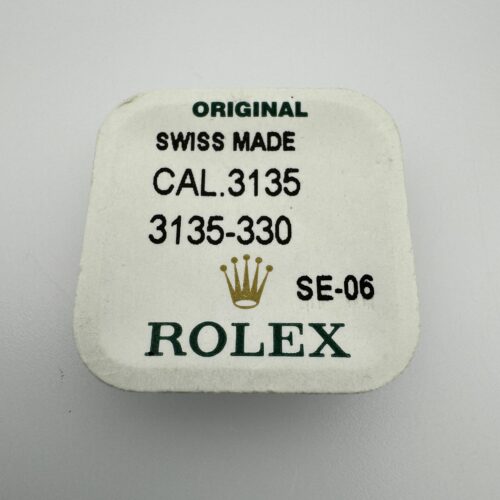 ORIGINAL
SWISS MADE
CAL.3135
3135-330
SE-06
ROLEX